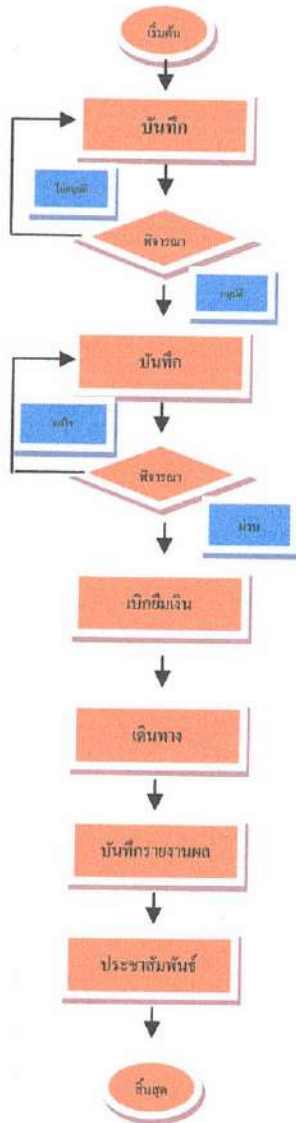 เริ่มต้น
บันทึก
ไม่อนุมัติ
พิจารณา
อนุมัติ
บันทึก
แก้ไข
พิจารณา
ผ่าน
เบิกยืมเงิน
เดินทาง
บันทึกรายงานผล
ประชาสัมพันธ์
สิ้นสุด